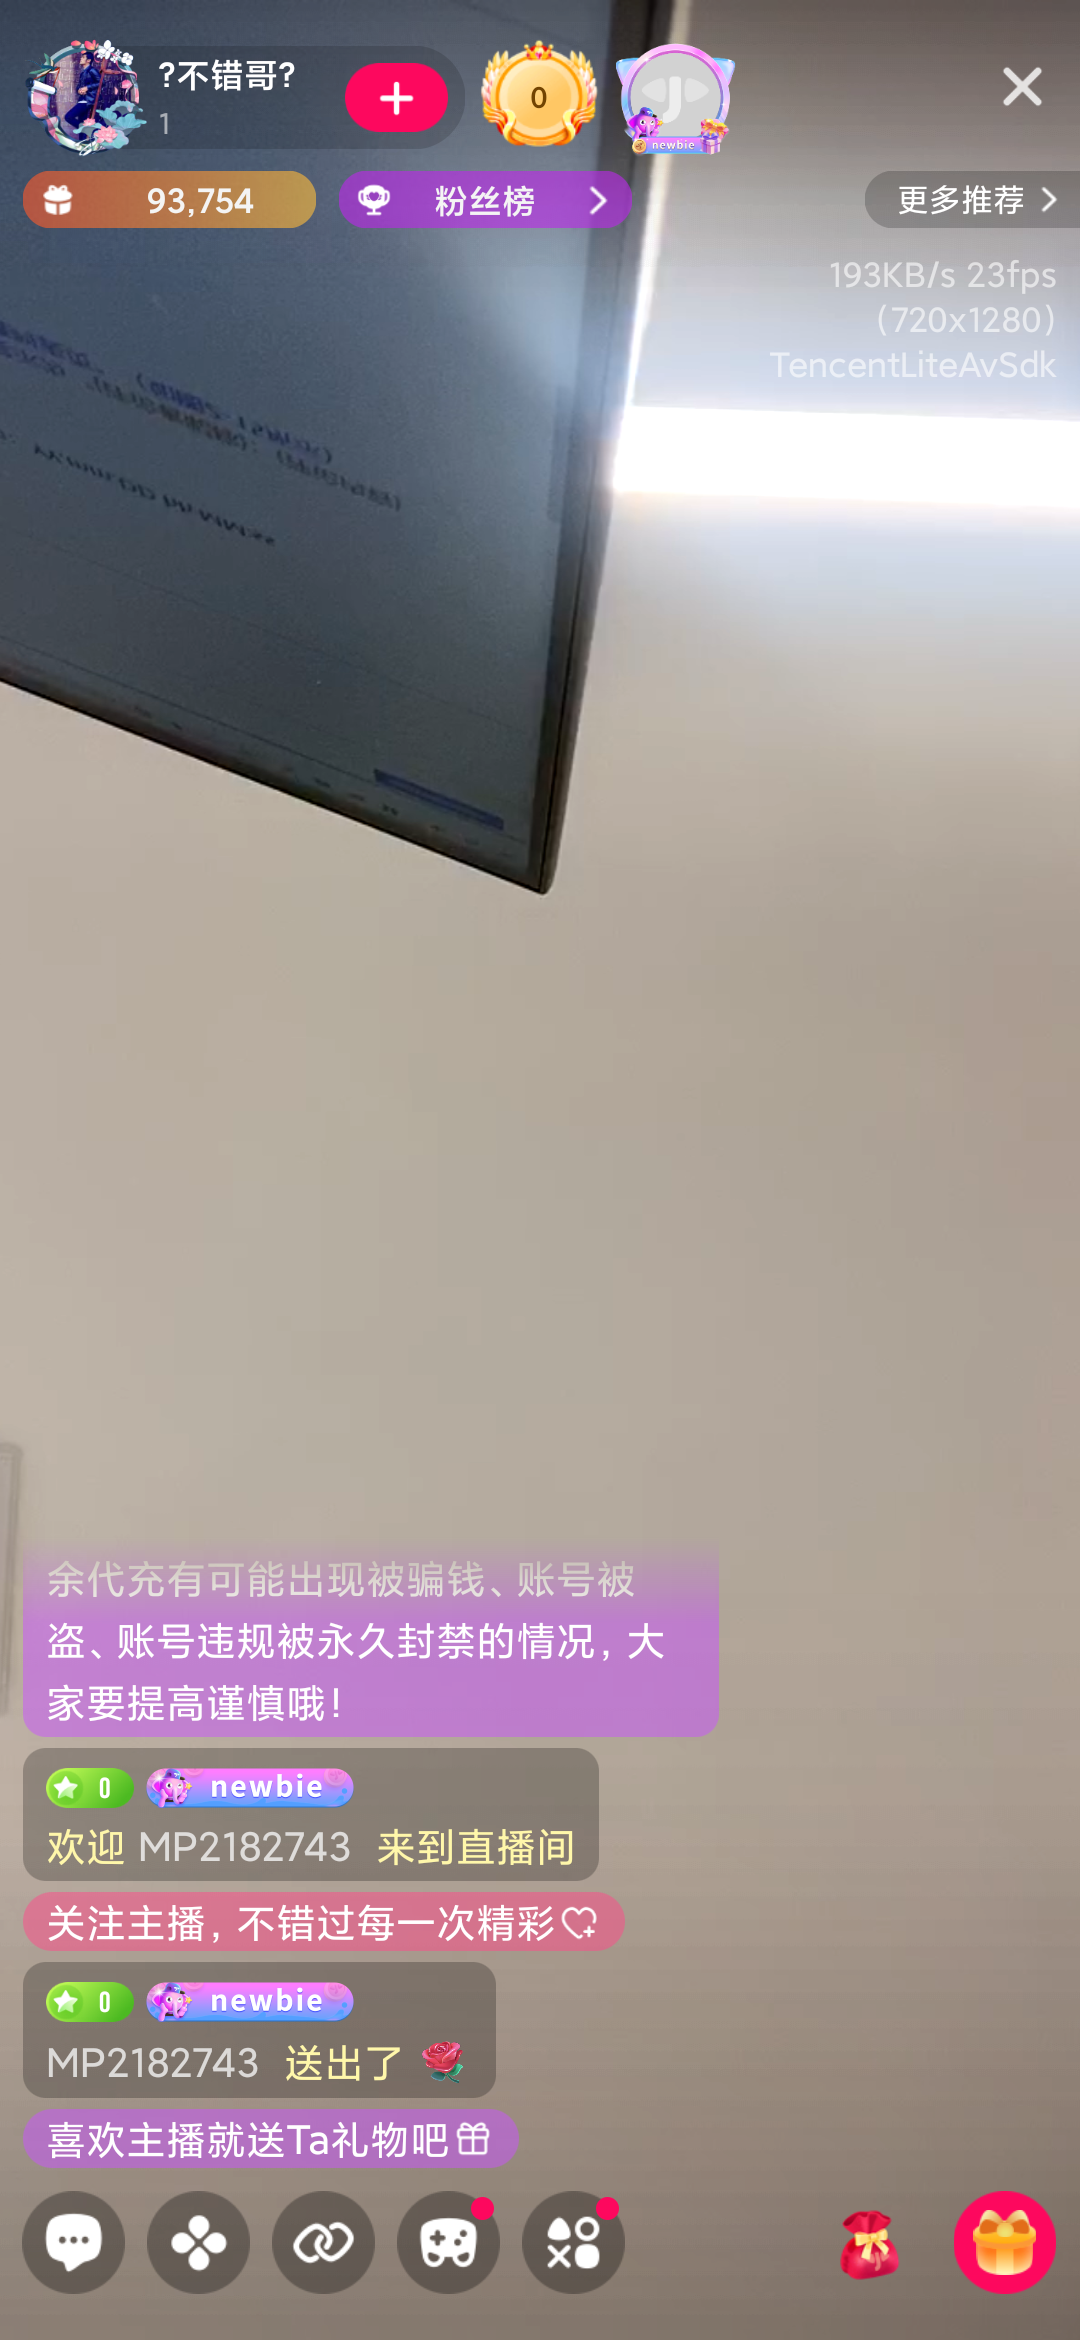 ?不错哥?
1
0
newbie
93,754
粉丝榜
更多推荐
193KB/s 23fps
(720x1280)
TencentLiteAvSdk
余代充有可能出现被骗钱、账号被
盗、账号违规被永久封禁的情况，大
家要提高谨慎哦！
0 newbie
欢迎 MP2182743 来到直播间
关注主播，不错过每一次精彩
0 newbie
MP2182743 送出了
喜欢主播就送Ta礼物吧